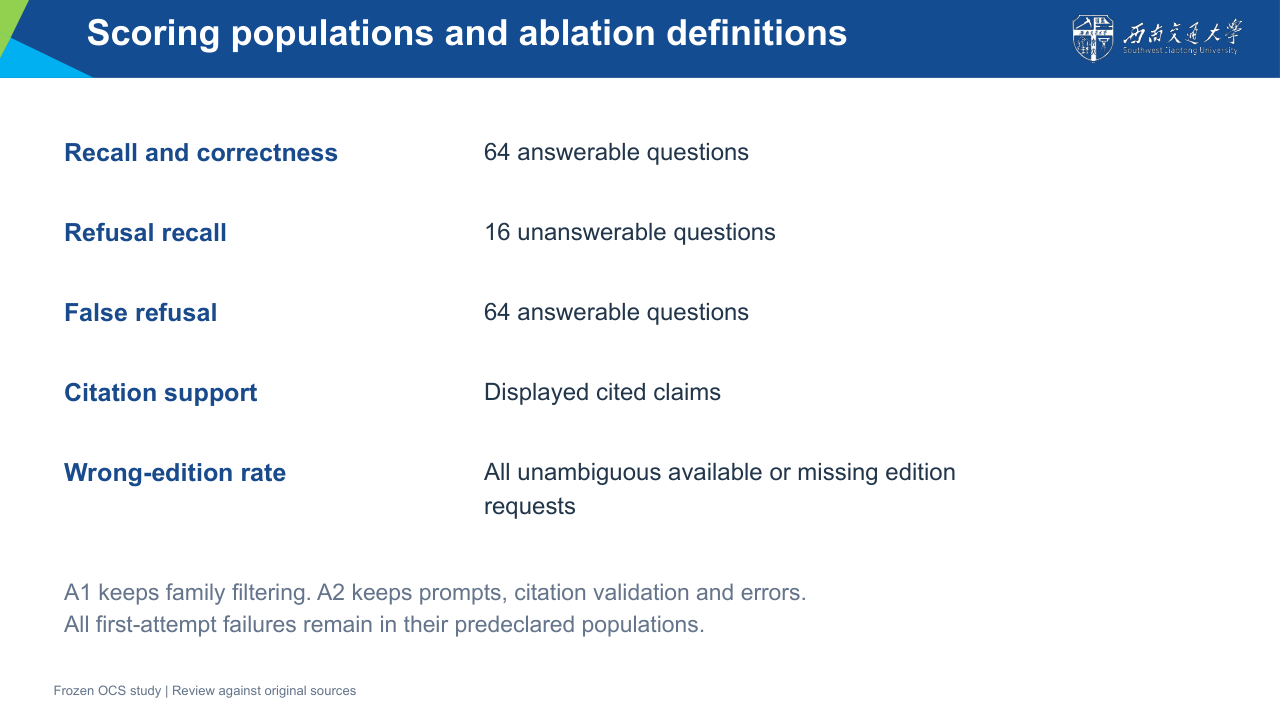 Scoring populations and ablation definitions
西南交通大学
Southwest Jiaotong University
Recall and correctness
64 answerable questions
Refusal recall
16 unanswerable questions
False refusal
64 answerable questions
Citation support
Displayed cited claims
Wrong-edition rate
All unambiguous available or missing edition
requests
A1 keeps family filtering. A2 keeps prompts, citation validation and errors.
All first-attempt failures remain in their predeclared populations.
Frozen OCS study | Review against original sources